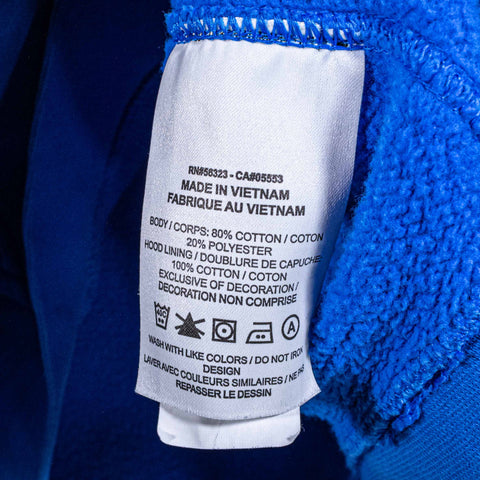 RN#56323 - CA#05553
MADE IN VIETNAM
FABRIQUE AU VIETNAM
BODY / CORPS: 80% COTTON / COTON
20% POLYESTER
HOOD LINING / DOUBLURE DE CAPUCHE
100% COTTON / COTON
EXCLUSIVE OF DECORATION /
DECORATION NON COMPRISE
A
WASH WITH LIKE COLORS / DO NOT IRON
DESIGN
LAVER AVEC COULEURS SIMILAIRES / NE PAS
REPASSER LE DESSIN